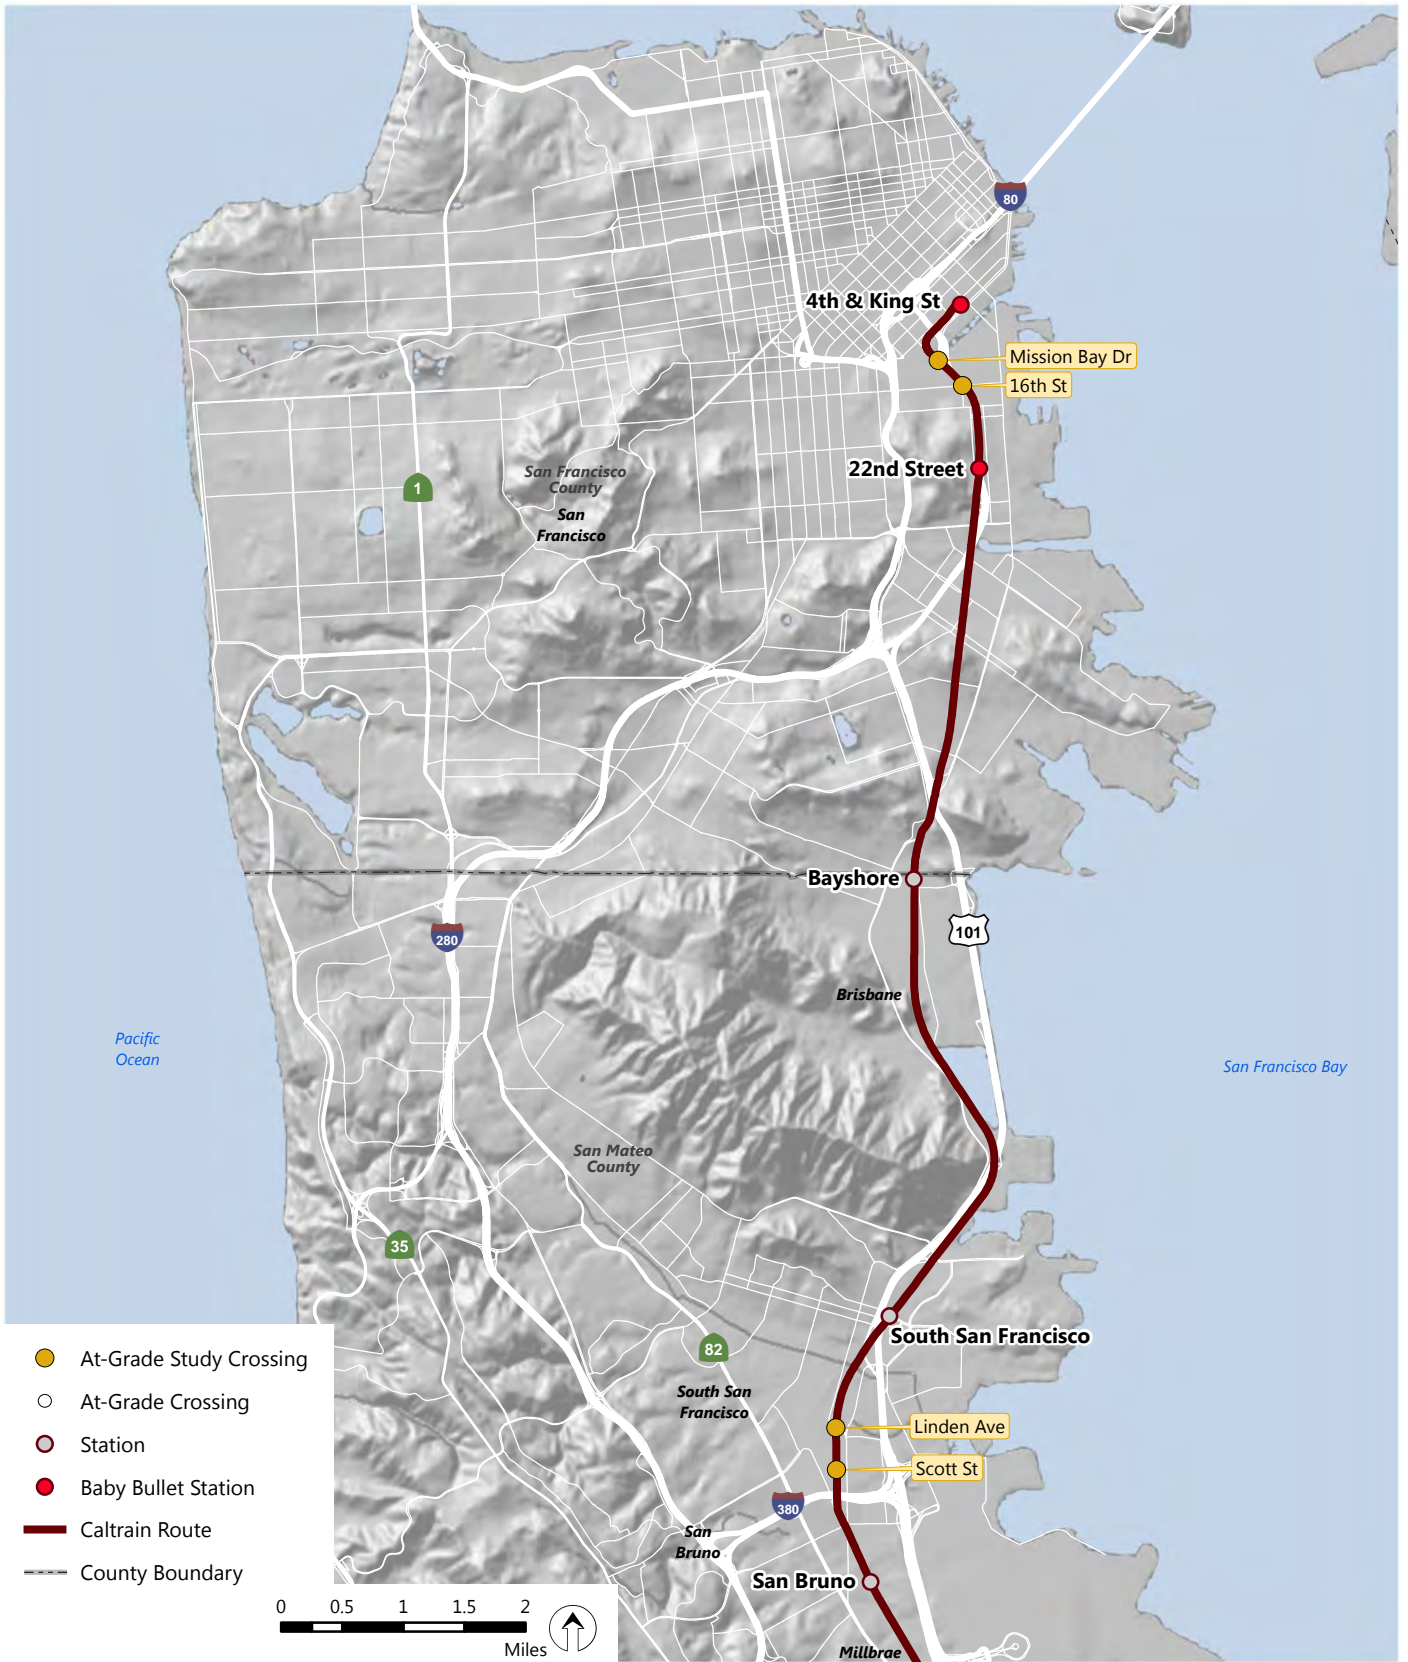 80
4th & King St
Mission Bay Dr
16th St
22nd Street
San Francisco
County
1
San
Francisco
Bayshore
101
280
Brisbane
Pacific
Ocean
San Francisco Bay
San Mateo
County
35
South San Francisco
82
At-Grade Study Crossing
At-Grade Crossing
Station
Baby Bullet Station
Caltrain Route
County Boundary
South San
Francisco
Linden Ave
Scott St
380
San
Bruno
San Bruno
0 0.5 1 1.5 2
Miles
Millbrae